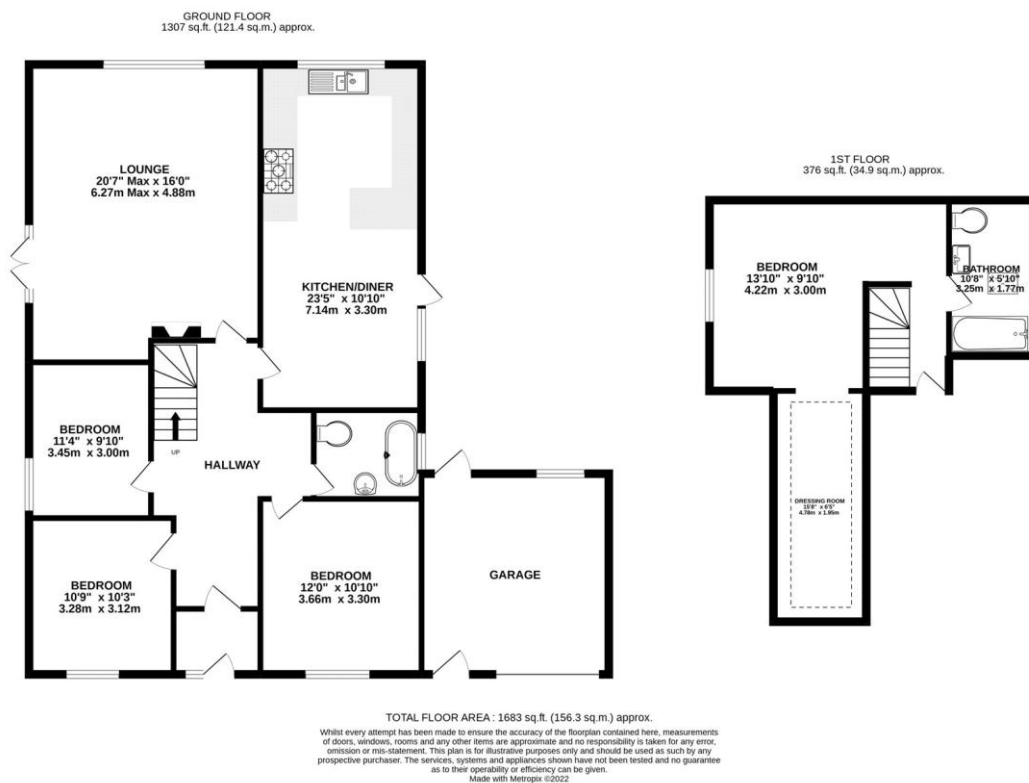 GROUND FLOOR
1307 sq.ft. (121.4 sq.m.) approx.
LOUNGE
20'7" Max x 16'0"
6.27m Max x 4.88m
KITCHEN/DINER
23'5" x 10'10"
7.14m x 3.30m
BEDROOM
11'4" x 9'10"
3.45m x 3.00m
UP
HALLWAY
BEDROOM
10'9" x 10'3"
3.28m x 3.12m
BEDROOM
12'0" x 10'10"
3.66m x 3.30m
GARAGE
1ST FLOOR
376 sq.ft. (34.9 sq.m.) approx.
BEDROOM
13'10" x 9'10"
4.22m x 3.00m
BATHROOM
10'8" x 5'10"
3.25m x 1.77m
DRESSING ROOM
15'8" x 6'5"
4.78m x 1.95m
TOTAL FLOOR AREA : 1683 sq.ft. (156.3 sq.m.) approx.
Whilst every attempt has been made to ensure the accuracy of the floorplan contained here, measurements
of doors, windows, rooms and any other items are approximate and no responsibility is taken for any error,
omission or mis-statement. This plan is for illustrative purposes only and should be used as such by any
prospective purchaser. The services, systems and appliances shown have not been tested and no guarantee
as to their operability or efficiency can be given.
Made with Metropix ©2022